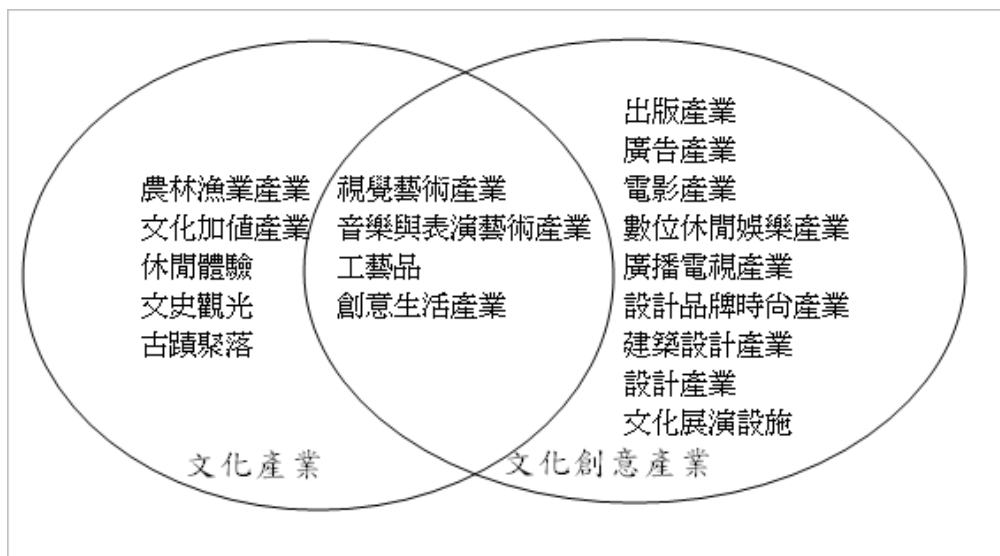 農林漁業產業
文化加值產業
休閒體驗
文史觀光
古蹟聚落
視覺藝術產業
音樂與表演藝術產業
工藝品
創意生活產業
出版產業
廣告產業
電影產業
數位休閒娛樂產業
廣播電視產業
設計品牌時尚產業
建築設計產業
設計產業
文化展演設施
文化產業
文化創意產業